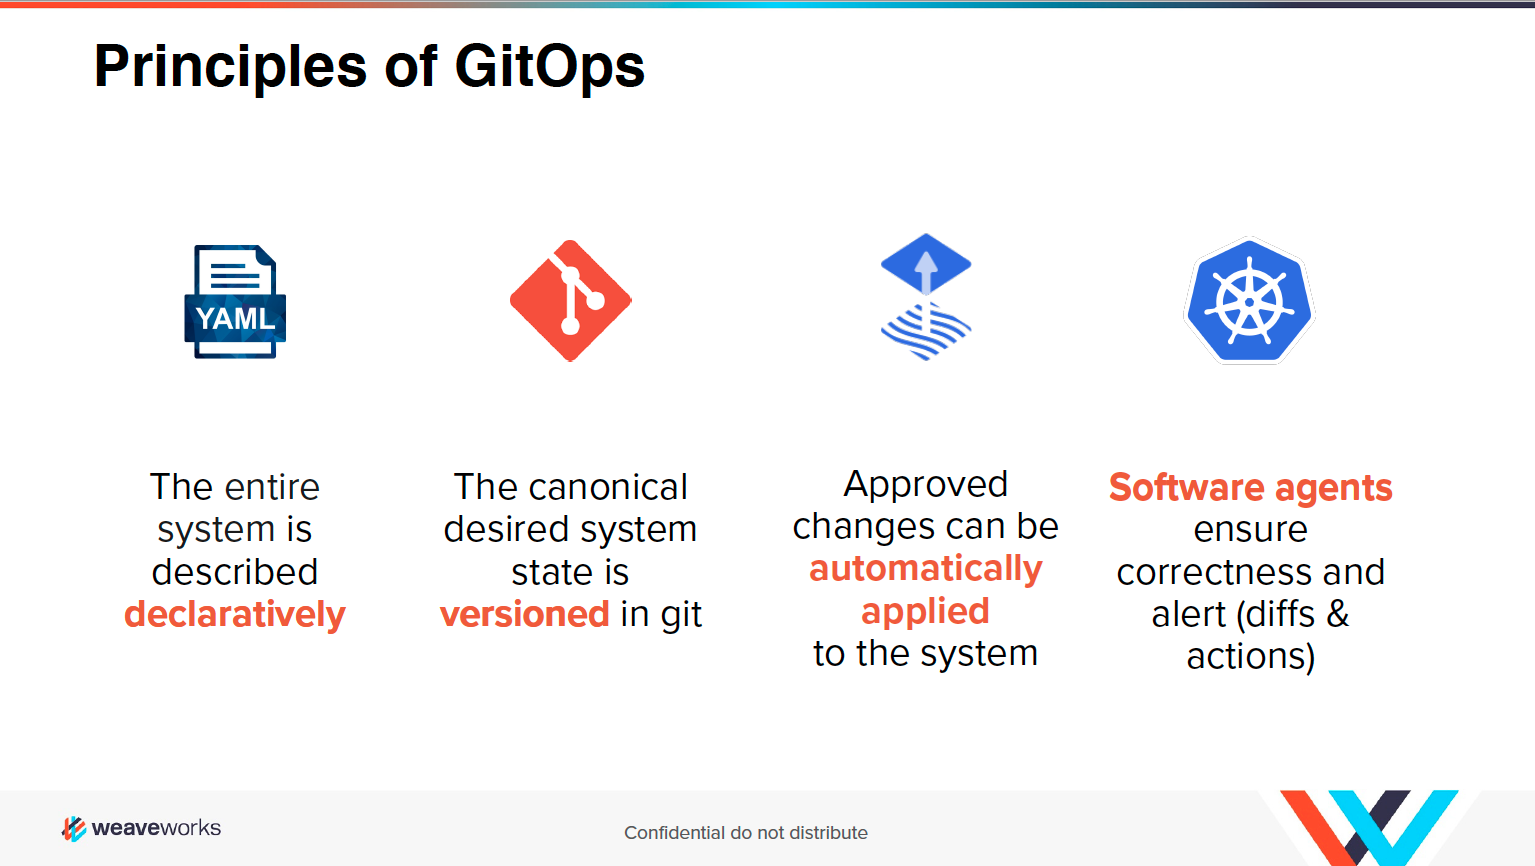 Principles of GitOps
YAML
The entire
system is
described
declaratively
The canonical
desired system
state is
versioned in git
Approved
changes can be
automatically
applied
to the system
Software agents
ensure
correctness and
alert (diffs &
actions)
weaveworks
Confidential do not distribute